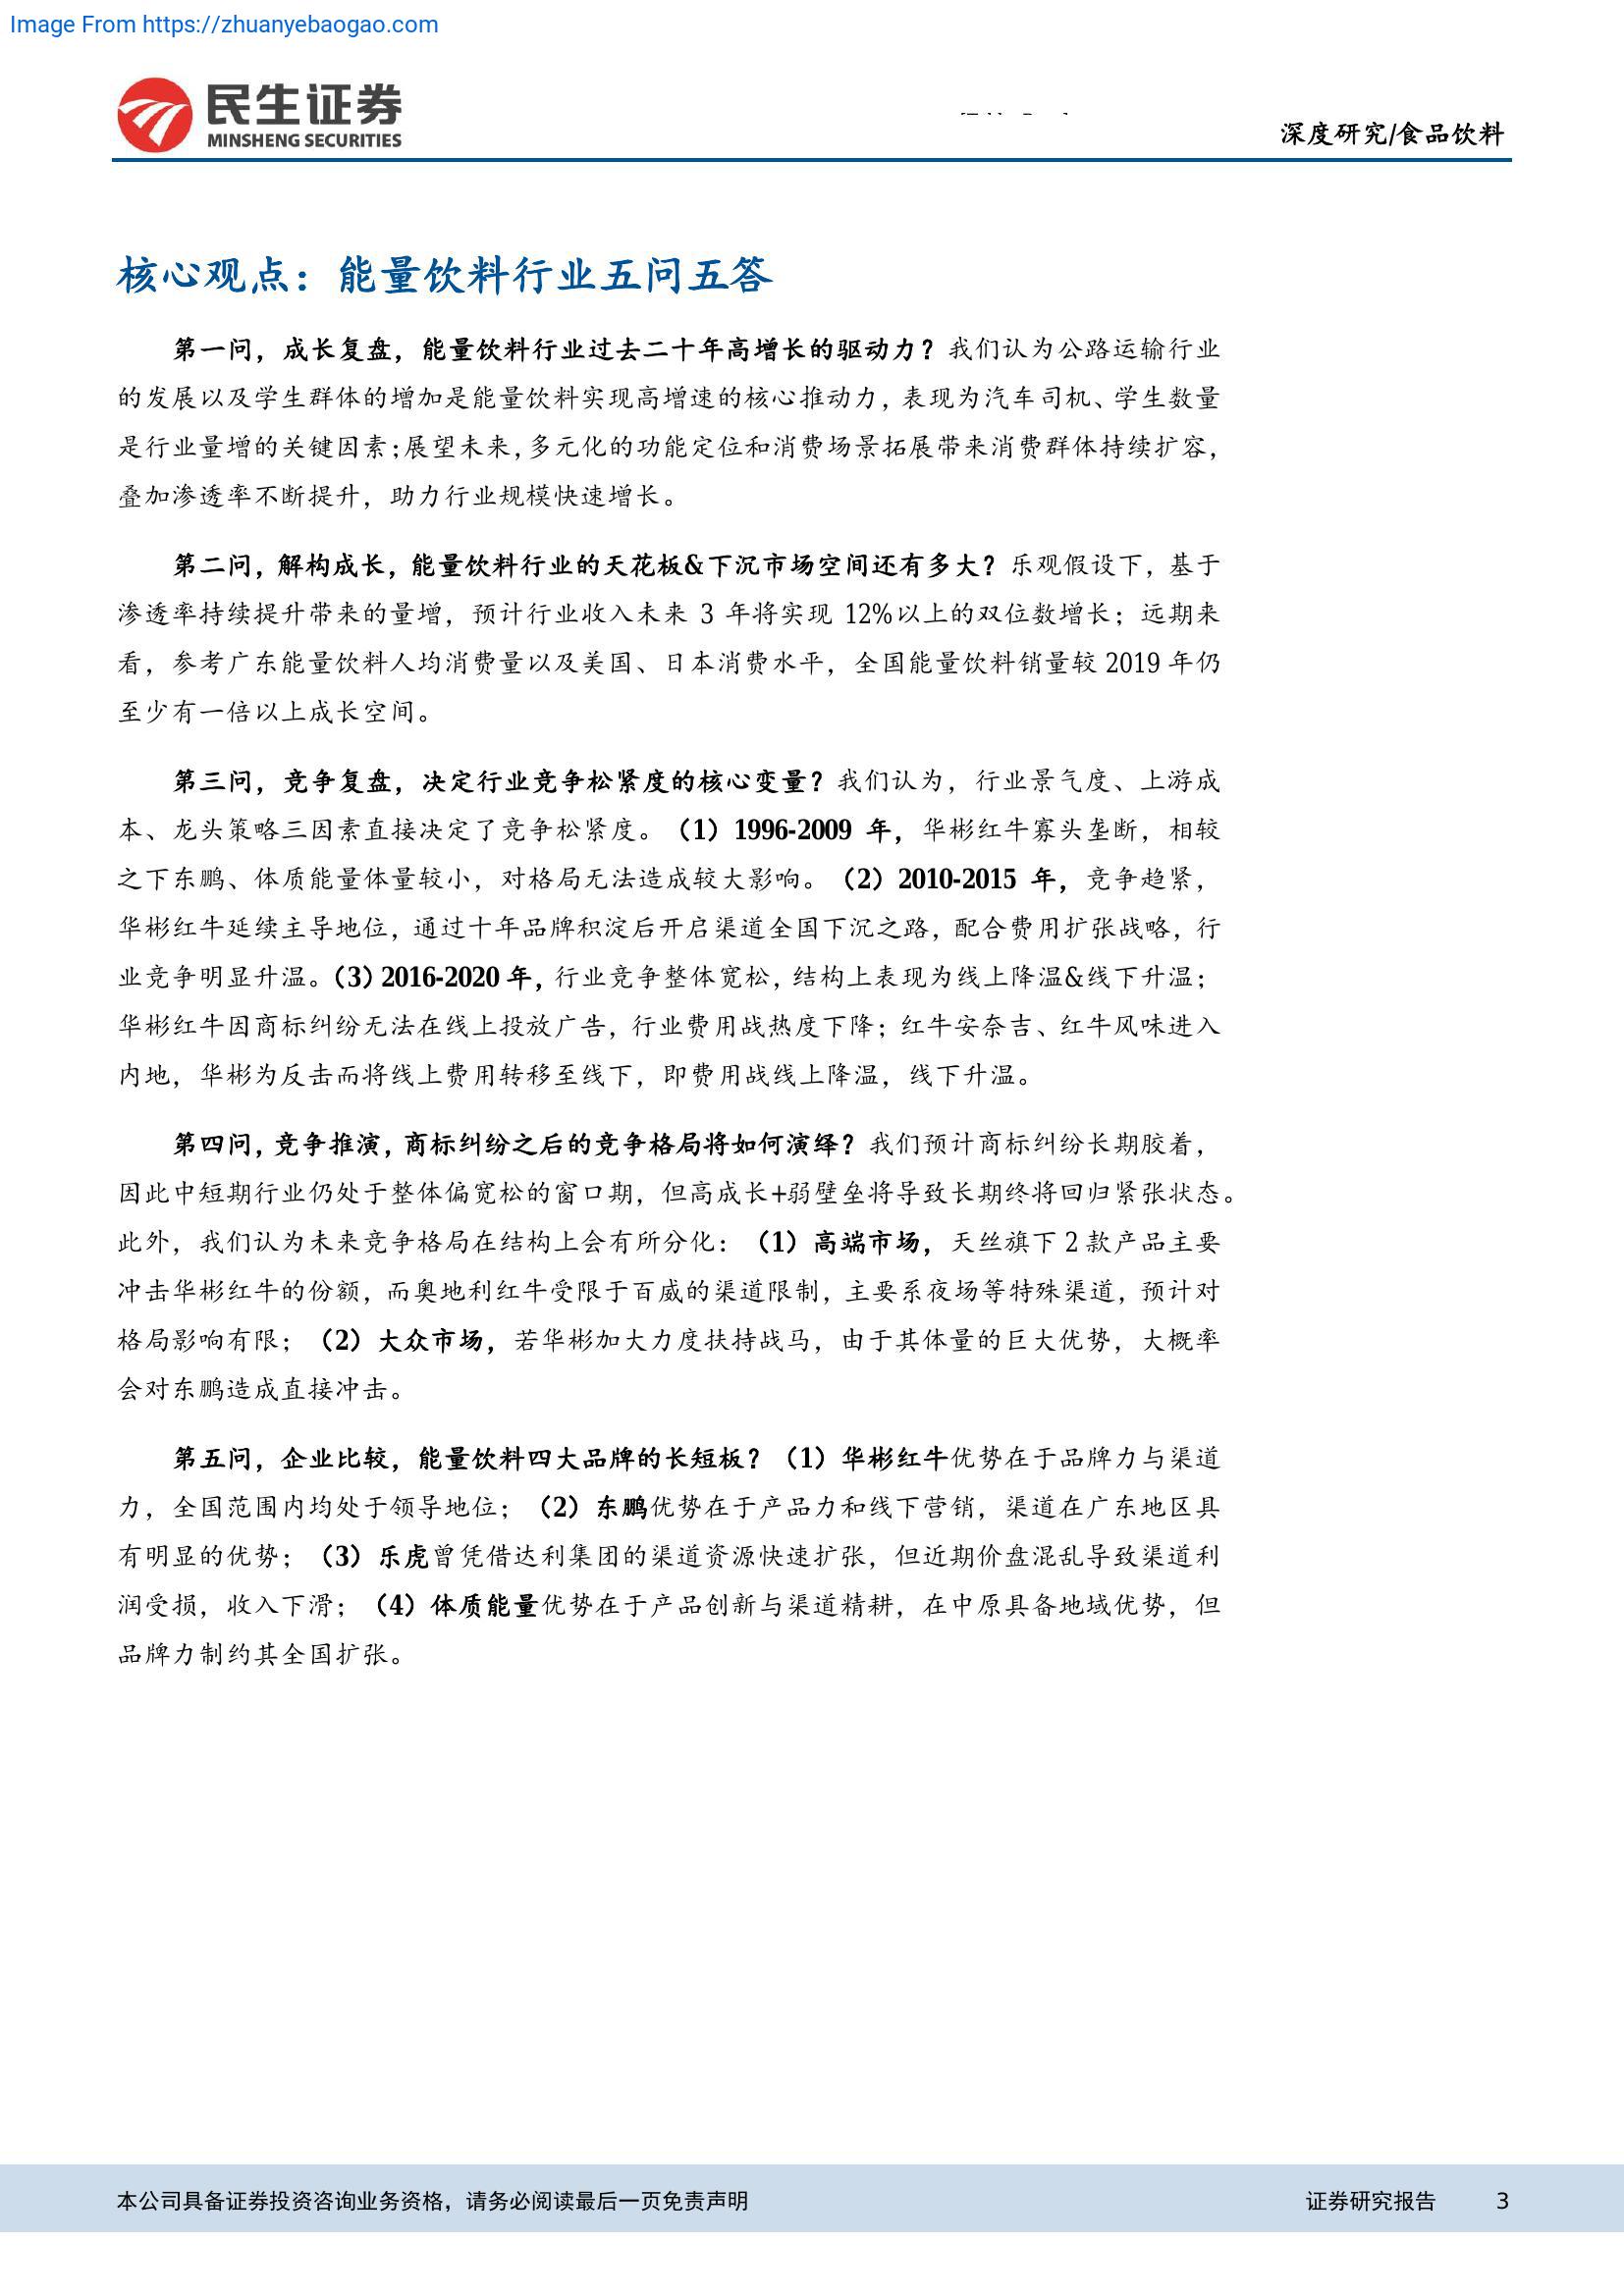 Image From https://zhuanyebaogao.com
民生证券
MINSHENG SECURITIES
深度研究/食品饮料
核心观点：能量饮料行业五问五答
第一问，成长复盘，能量饮料行业过去二十年高增长的驱动力？我们认为公路运输行业
的发展以及学生群体的增加是能量饮料实现高增速的核心推动力，表现为汽车司机、学生数量
是行业量增的关键因素；展望未来，多元化的功能定位和消费场景拓展带来消费群体持续扩容，
叠加渗透率不断提升，助力行业规模快速增长。
第二问，解构成长，能量饮料行业的天花板&下沉市场空间还有多大？乐观假设下，基于
渗透率持续提升带来的量增，预计行业收入未来 3 年将实现 12%以上的双位数增长；远期来
看，参考广东能量饮料人均消费量以及美国、日本消费水平，全国能量饮料销量较 2019 年仍
至少有一倍以上成长空间。
第三问，竞争复盘，决定行业竞争松紧度的核心变量？我们认为，行业景气度、上游成
本、龙头策略三因素直接决定了竞争松紧度。（1）1996-2009 年，华彬红牛寡头垄断，相较
之下东鹏、体质能量体量较小，对格局无法造成较大影响。（2）2010-2015 年，竞争趋紧，
华彬红牛延续主导地位，通过十年品牌积淀后开启渠道全国下沉之路，配合费用扩张战略，行
业竞争明显升温。（3）2016-2020 年，行业竞争整体宽松，结构上表现为线上降温&线下升温；
华彬红牛因商标纠纷无法在线上投放广告，行业费用战热度下降；红牛安奈吉、红牛风味进入
内地，华彬为反击而将线上费用转移至线下，即费用战线上降温，线下升温。
第四问，竞争推演，商标纠纷之后的竞争格局将如何演绎？我们预计商标纠纷长期胶着，
因此中短期行业仍处于整体偏宽松的窗口期，但高成长+弱壁垒将导致长期终将回归紧张状态。
此外，我们认为未来竞争格局在结构上会有所分化：（1）高端市场，天丝旗下 2 款产品主要
冲击华彬红牛的份额，而奥地利红牛受限于百威的渠道限制，主要系夜场等特殊渠道，预计对
格局影响有限；（2）大众市场，若华彬加大力度扶持战马，由于其体量的巨大优势，大概率
会对东鹏造成直接冲击。
第五问，企业比较，能量饮料四大品牌的长短板？（1）华彬红牛优势在于品牌力与渠道
力，全国范围内均处于领导地位；（2）东鹏优势在于产品力和线下营销，渠道在广东地区具
有明显的优势；（3）乐虎曾凭借达利集团的渠道资源快速扩张，但近期价盘混乱导致渠道利
润受损，收入下滑；（4）体质能量优势在于产品创新与渠道精耕，在中原具备地域优势，但
品牌力制约其全国扩张。
本公司具备证券投资咨询业务资格，请务必阅读最后一页免责声明
证券研究报告 3